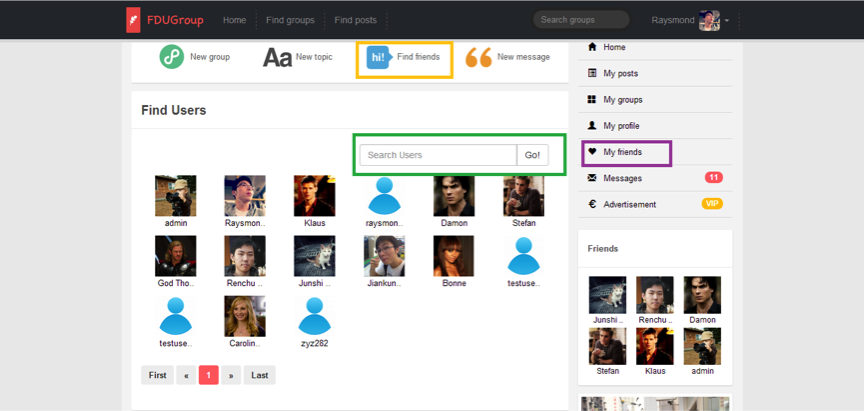 FDUGroup Home Find groups Find posts Search groups Raysmond
New group Aa New topic hi! Find friends New message
Find Users
Search Users Go!
admin Raysmon.. Klaus raysmon.. Damon Stefan
God Tho.. Renchu .. Junshi .. Jiankun.. Bonne testuse..
testuse.. Carolin.. zyz282
First « 1 » Last
Home
My posts
My groups
My profile
My friends
Messages 11
€ Advertisement VIP
Friends
Junshi .. Renchu .. Damon
Stefan Klaus admin